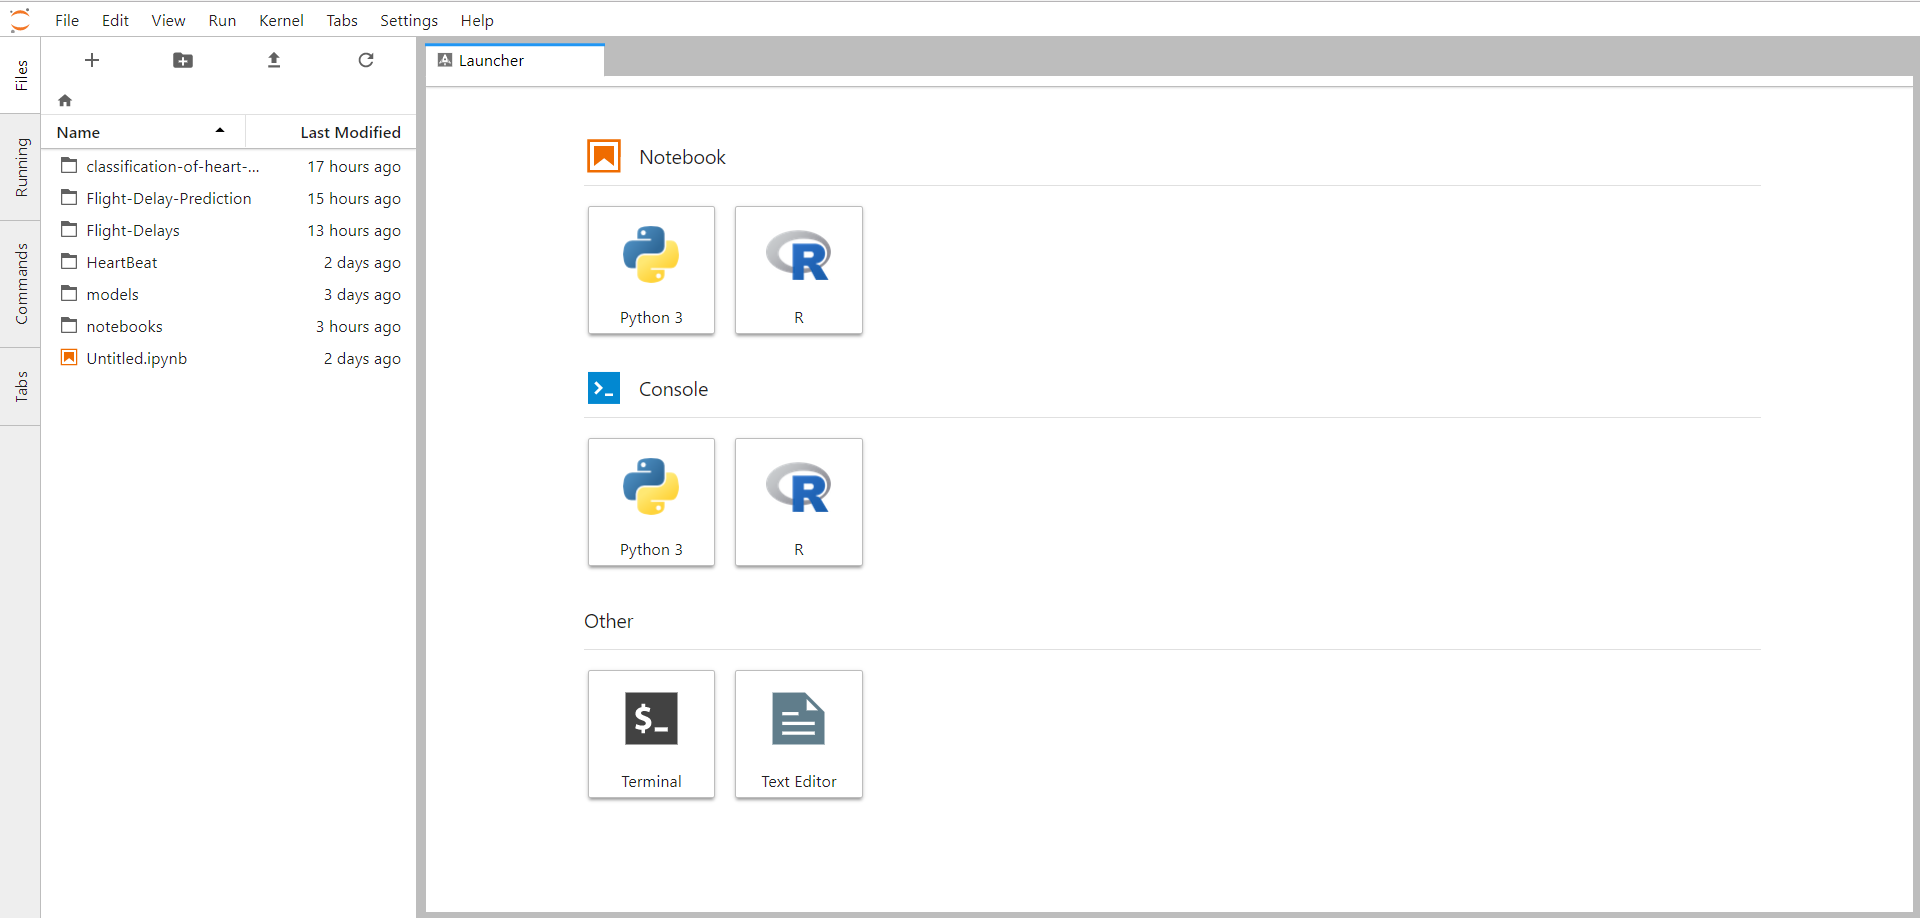 File Edit View Run Kernel Tabs Settings Help
Files
Running
Commands
Tabs
Name Last Modified
classification-of-heart-... 17 hours ago
Flight-Delay-Prediction 15 hours ago
Flight-Delays 13 hours ago
HeartBeat 2 days ago
models 3 days ago
notebooks 3 hours ago
Untitled.ipynb 2 days ago
Launcher
Notebook
Python 3 R
Console
Python 3 R
Other
$_
Terminal Text Editor